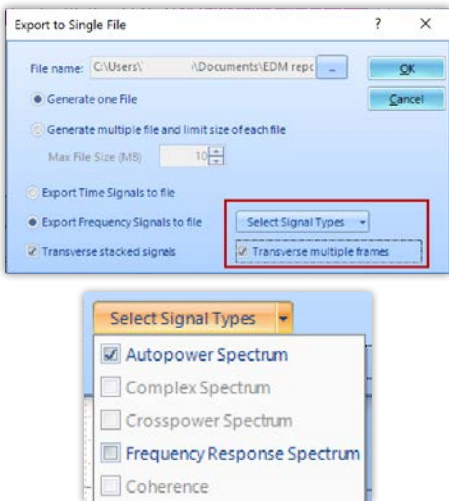 Export to Single File ? X
File name: C:\Users\' \Documents\EDM repc ... OK
Generate one File Cancel
Generate multiple file and limit size of each file
Max File Size (MB) 10
Export Time Signals to file
Export Frequency Signals to file Select Signal Types
Transverse stacked signals Transverse multiple frames
Select Signal Types
Autopower Spectrum
Complex Spectrum
Crosspower Spectrum
Frequency Response Spectrum
Coherence